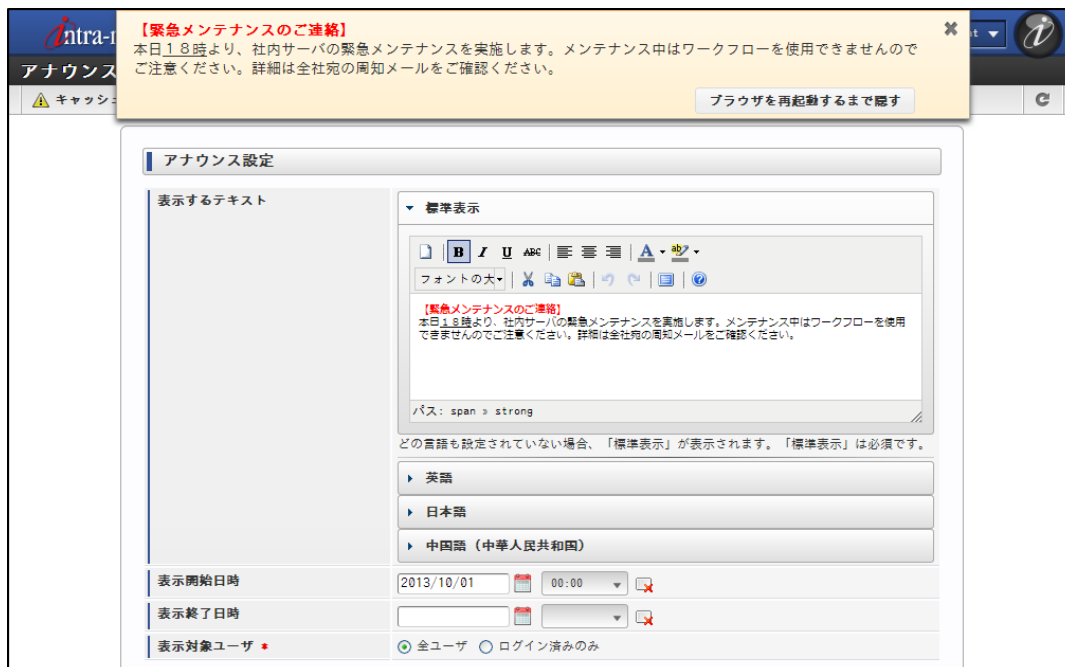 【緊急メンテナンスのご連絡】
本日１８時より、社内サーバの緊急メンテナンスを実施します。メンテナンス中はワークフローを使用できませんので
ご注意ください。詳細は全社宛の周知メールをご確認ください。
ブラウザを再起動するまで隠す
intra-
アナウンス
キャッシ
アナウンス設定
表示するテキスト
標準表示
B I U ABC A ab
フォントの大
【緊急メンテナンスのご連絡】
本日１８時より、社内サーバの緊急メンテナンスを実施します。メンテナンス中はワークフローを使用
できませんのでご注意ください。詳細は全社宛の周知メールをご確認ください。
パス: span » strong
どの言語も設定されていない場合、「標準表示」が表示されます。「標準表示」は必須です。
英語
日本語
中国語（中華人民共和国）
表示開始日時
2013/10/01 00:00
表示終了日時
表示対象ユーザ *
全ユーザ ログイン済みのみ